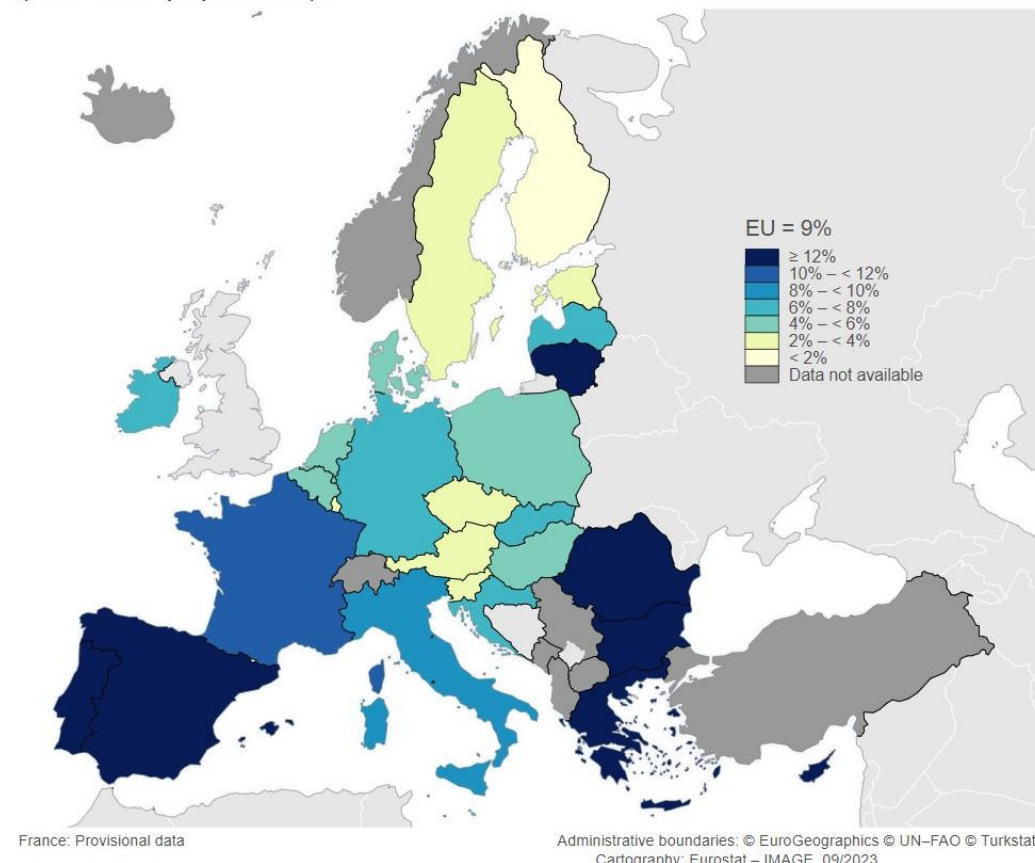 EU = 9%
≥ 12%
10% – < 12%
8% – < 10%
6% – < 8%
4% – < 6%
2% – < 4%
< 2%
Data not available
France: Provisional data
Administrative boundaries: © EuroGeographics © UN–FAO © Turkstat
Cartography: Eurostat – IMAGE, 09/2023